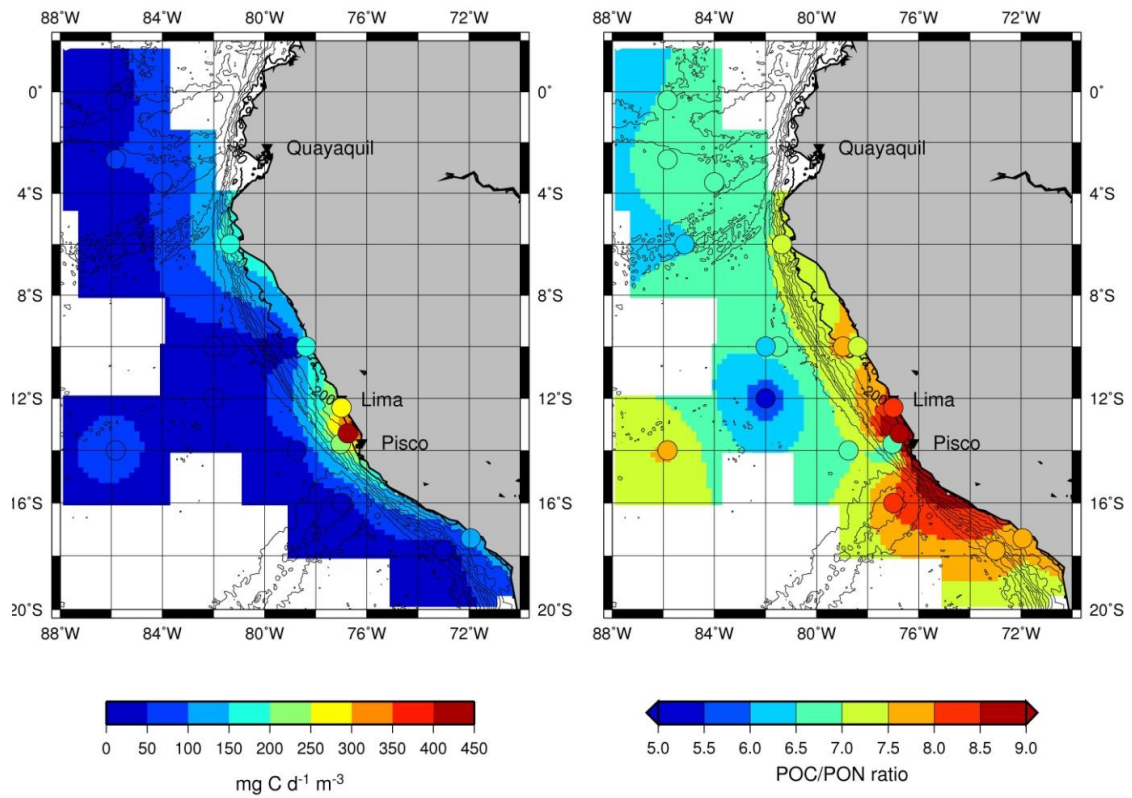 88°W 84°W 80°W 76°W 72°W 88°W 84°W 80°W 76°W 72°W
0° 0° 0° 0°
Quayaquil Quayaquil
4°S 4°S 4°S 4°S
8°S 8°S 8°S 8°S
200 200
12°S Lima 12°S 12°S Lima 12°S
Pisco Pisco
16°S 16°S 16°S 16°S
20°S 20°S 20°S 20°S
88°W 84°W 80°W 76°W 72°W 88°W 84°W 80°W 76°W 72°W
0 50 100 150 200 250 300 350 400 450
mg C d-1 m-3
5.0 5.5 6.0 6.5 7.0 7.5 8.0 8.5 9.0
POC/PON ratio